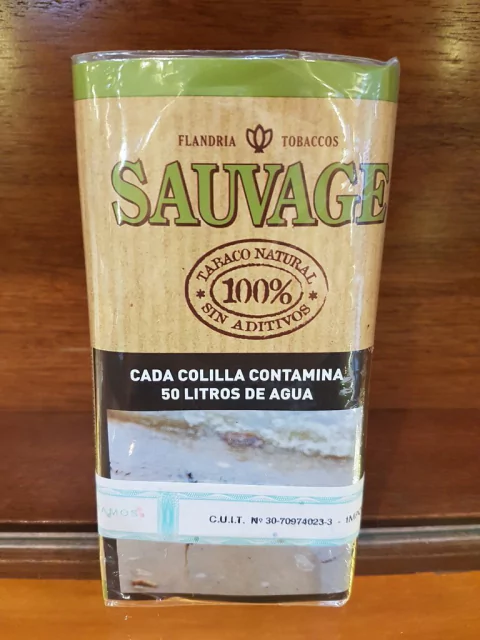 FLANDRIA TOBACCOS
SAUVAGE
TABACO NATURAL
100%
SIN ADITIVOS
CADA COLILLA CONTAMINA
50 LITROS DE AGUA
C.U.I.T. Nº 30-70974023-3 -